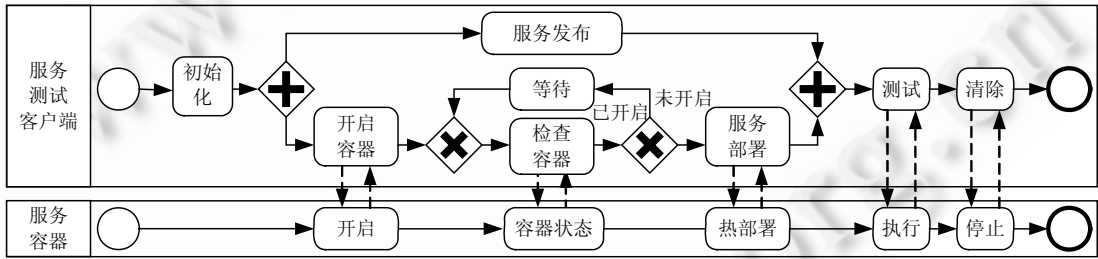 服务
测试
客户端
初始
化
服务发布
开启
容器
等待
未开启
已开启
检查
容器
服务
部署
测试
清除
服务
容器
开启
容器状态
热部署
执行
停止